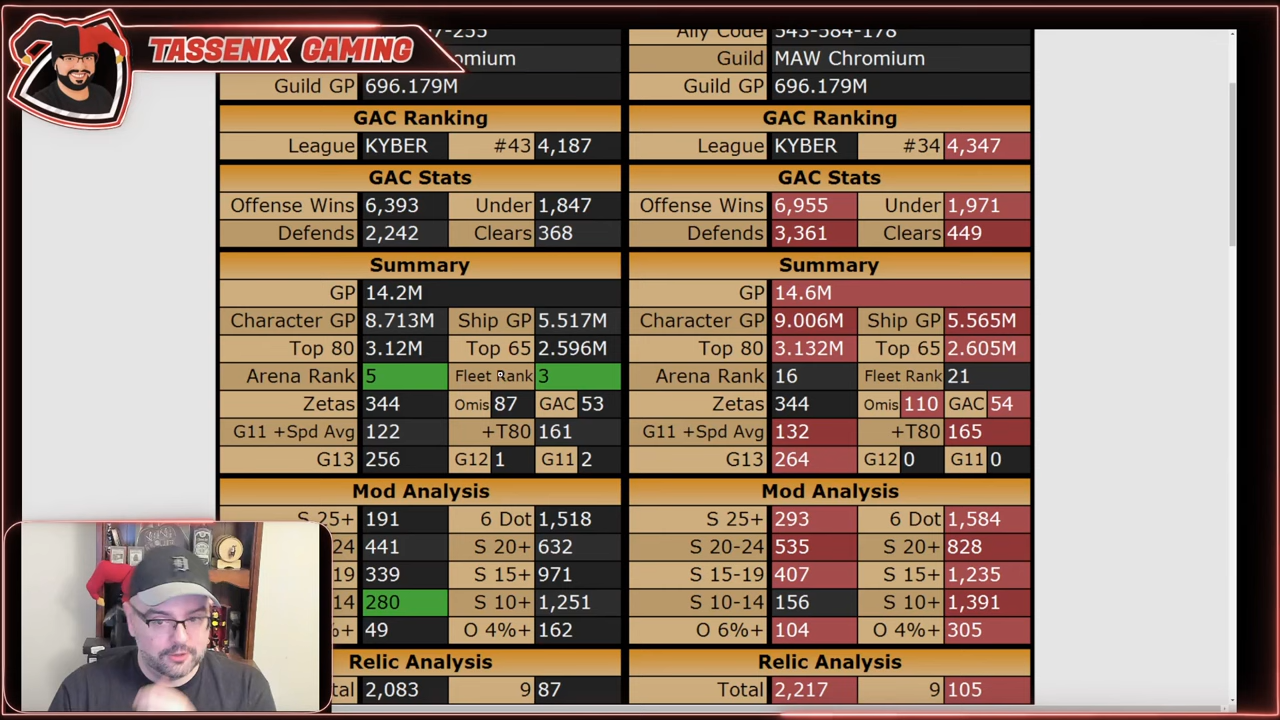 TASSENIX GAMING
7-255
omium
Guild GP 696.179M
GAC Ranking
League KYBER #43 4,187
GAC Stats
Offense Wins 6,393 Under 1,847
Defends 2,242 Clears 368
Summary
GP 14.2M
Character GP 8.713M Ship GP 5.517M
Top 80 3.12M Top 65 2.596M
Arena Rank 5 Fleet Rank 3
Zetas 344 Omis 87 GAC 53
G11 +Spd Avg 122 +T80 161
G13 256 G12 1 G11 2
Mod Analysis
S 25+ 191 6 Dot 1,518
24 441 S 20+ 632
19 339 S 15+ 971
14 280 S 10+ 1,251
%+ 49 O 4%+ 162
Relic Analysis
tal 2,083 9 87
Ally Code 543-584-178
Guild MAW Chromium
Guild GP 696.179M
GAC Ranking
League KYBER #34 4,347
GAC Stats
Offense Wins 6,955 Under 1,971
Defends 3,361 Clears 449
Summary
GP 14.6M
Character GP 9.006M Ship GP 5.565M
Top 80 3.132M Top 65 2.605M
Arena Rank 16 Fleet Rank 21
Zetas 344 Omis 110 GAC 54
G11 +Spd Avg 132 +T80 165
G13 264 G12 0 G11 0
Mod Analysis
S 25+ 293 6 Dot 1,584
S 20-24 535 S 20+ 828
S 15-19 407 S 15+ 1,235
S 10-14 156 S 10+ 1,391
O 6%+ 104 O 4%+ 305
Relic Analysis
Total 2,217 9 105